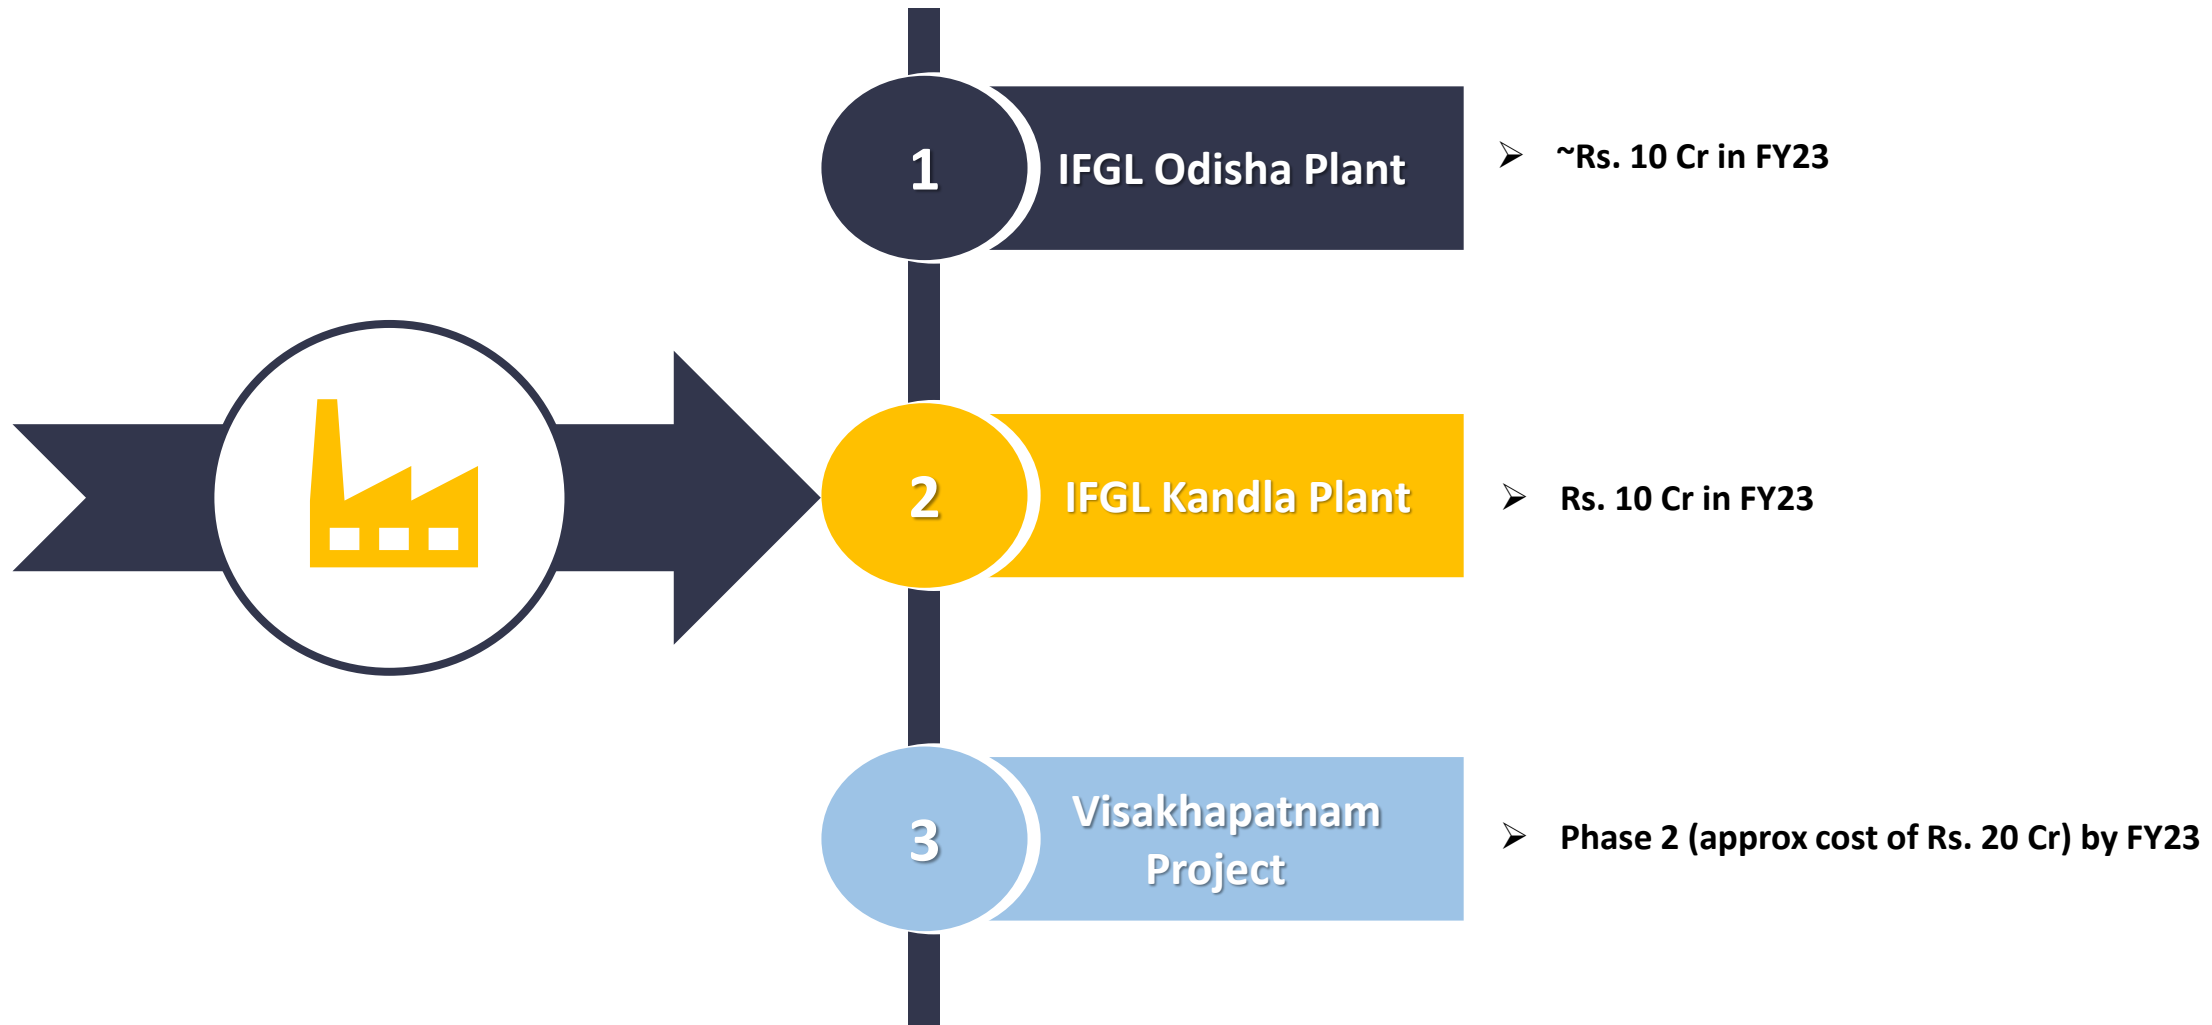 1
IFGL Odisha Plant
➢ ~Rs. 10 Cr in FY23
2
IFGL Kandla Plant
➢ Rs. 10 Cr in FY23
3
Visakhapatnam
Project
➢ Phase 2 (approx cost of Rs. 20 Cr) by FY23